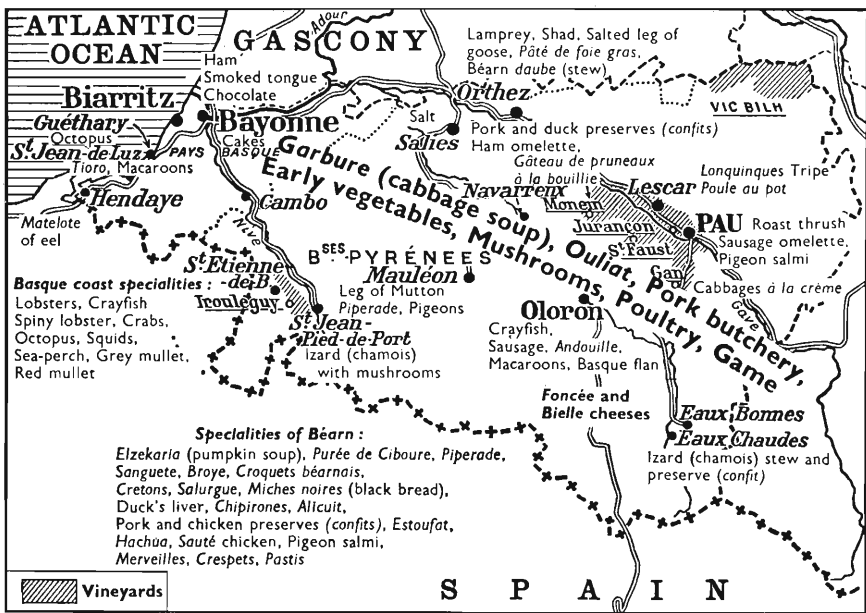 ATLANTIC
OCEAN
GASCONY
Adour
Ham
Smoked tongue
Chocolate
Lamprey, Shad, Salted leg of
goose, Pâté de foie gras,
Béarn daube (stew)
Biarritz
Orthez
VIC BILH
Guéthary
Octopus
Bayonne
Cakes
Salt
Salies
Pork and duck preserves (confits)
Ham omelette,
Gâteau de pruneaux
à la bouillie
St Jean-de-Luz
Tioro, Macaroons
PAYS BASQUE
Hendaye
Matelote
of eel
Cambo
Nive
Garbure (cabbage soup), Ouliat, Pork butchery,
Early vegetables, Mushrooms, Poultry, Game
Navarrenx
Monein
Jurançon
St Faust
Gan
Lescar
Lonquinques Tripe
Poule au pot
PAU
Roast thrush
Sausage omelette,
Pigeon salmi
Cabbages à la crème
Gave
BSES PYRÉNÉES
St Etienne
-de-B
Irouleguy
St Jean-
Pied-de-Port
Izard (chamois)
with mushrooms
Mauléon
Leg of Mutton
Piperade, Pigeons
Oloron
Crayfish,
Sausage, Andouille,
Macaroons, Basque flan
Foncée and
Bielle cheeses
Eaux Bonnes
Eaux Chaudes
Izard (chamois) stew and
preserve (confit)
Basque coast specialities :
Lobsters, Crayfish
Spiny lobster, Crabs,
Octopus, Squids,
Sea-perch, Grey mullet,
Red mullet
Specialities of Béarn :
Elzekaria (pumpkin soup), Purée de Ciboure, Piperade,
Sanguete, Broye, Croquets béarnais,
Cretons, Salurgue, Miches noires (black bread),
Duck's liver, Chipirones, Alicuit,
Pork and chicken preserves (confits), Estoufat,
Hachua, Sauté chicken, Pigeon salmi,
Merveilles, Crespets, Pastis
Vineyards
SPAIN